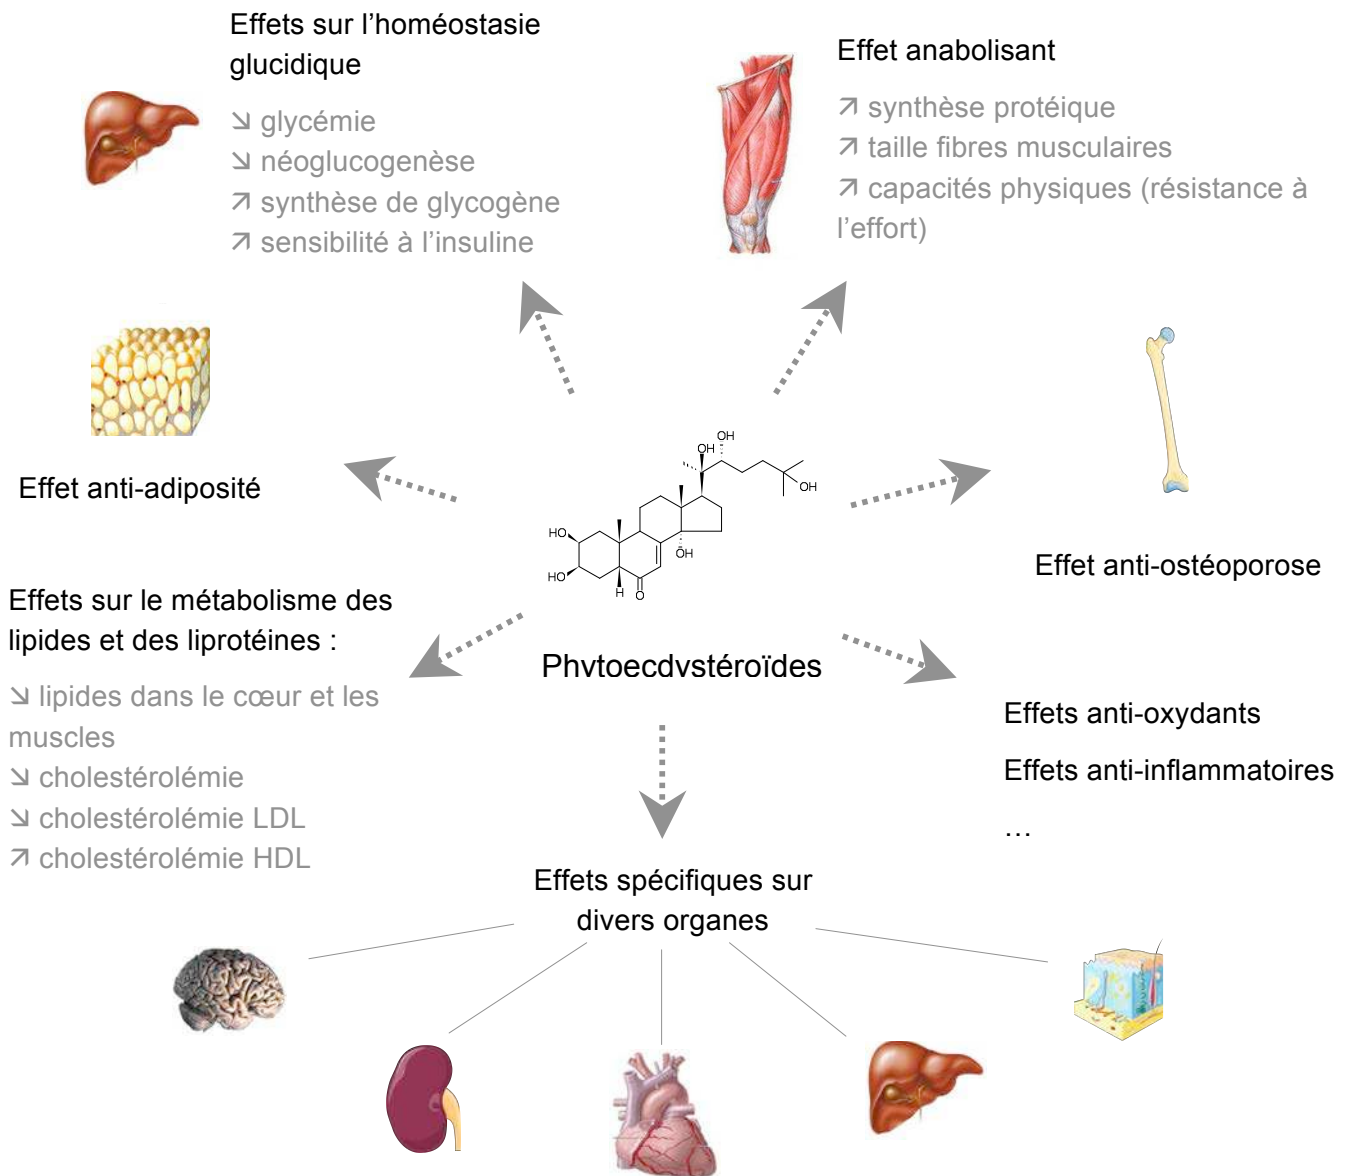 Effets sur l’homéostasie
glucidique
↘ glycémie
↘ néoglucogenèse
↗ synthèse de glycogène
↗ sensibilité à l’insuline
Effet anabolisant
↗ synthèse protéique
↗ taille fibres musculaires
↗ capacités physiques (résistance à
l’effort)
Effet anti-adiposité
Effet anti-ostéoporose
OH
OH
OH
HO
HO
OH
H
O
Phytoecdystéroïdes
Effets sur le métabolisme des
lipides et des liprotéines :
↘ lipides dans le cœur et les
muscles
↘ cholestérolémie
↘ cholestérolémie LDL
↗ cholestérolémie HDL
Effets anti-oxydants
Effets anti-inflammatoires
…
Effets spécifiques sur
divers organes